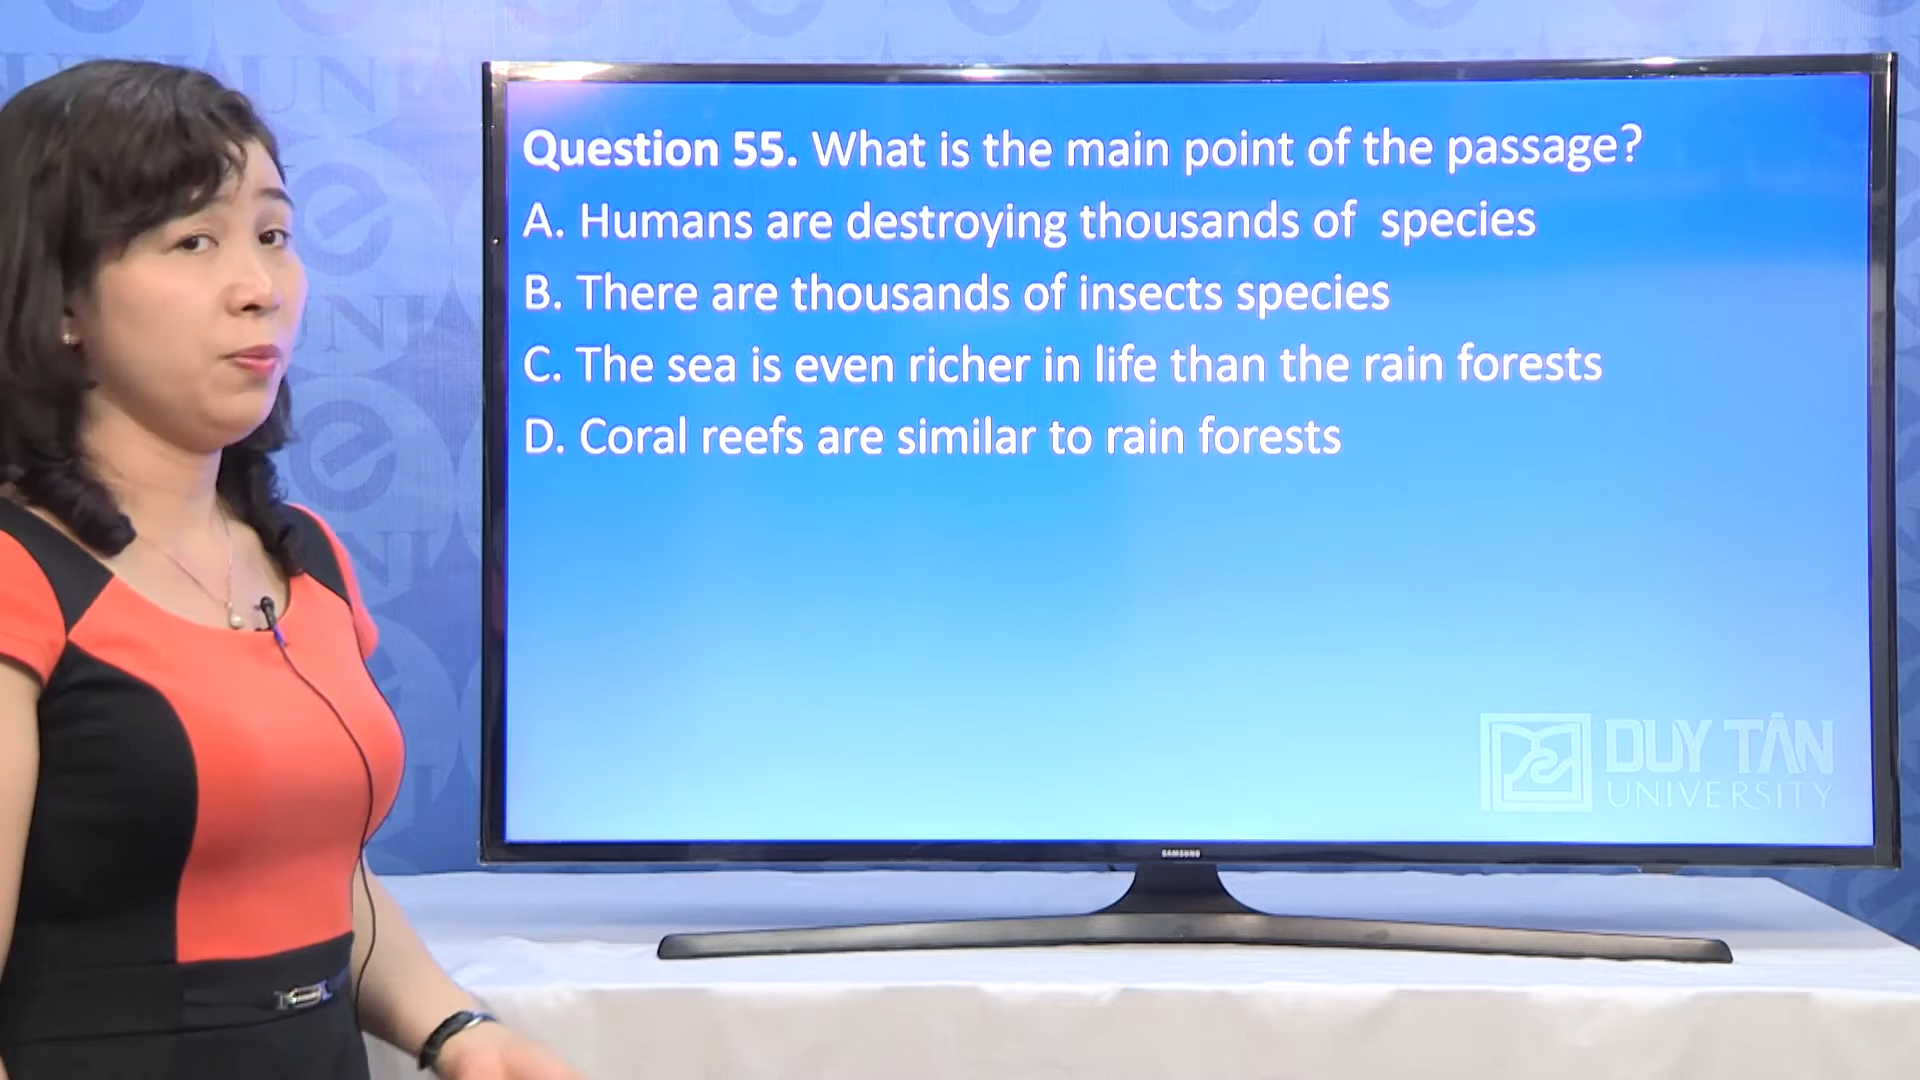 Question 55. What is the main point of the passage?
A. Humans are destroying thousands of species
B. There are thousands of insects species
C. The sea is even richer in life than the rain forests
D. Coral reefs are similar to rain forests
DUY TÂN
UNIVERSITY
SAMSUNG
UNI